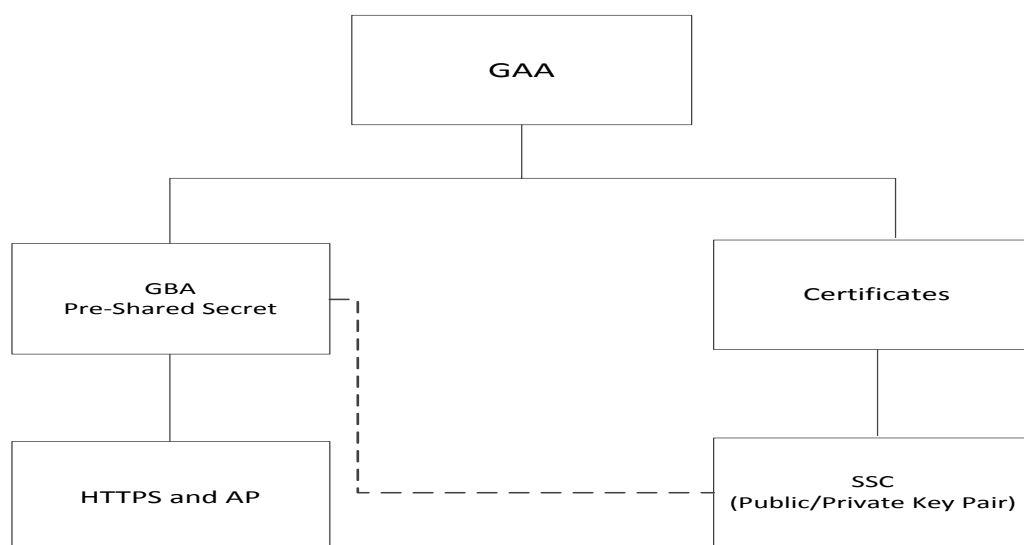 GAA
GBA
Pre-Shared Secret
Certificates
HTTPS and AP
SSC
(Public/Private Key Pair)